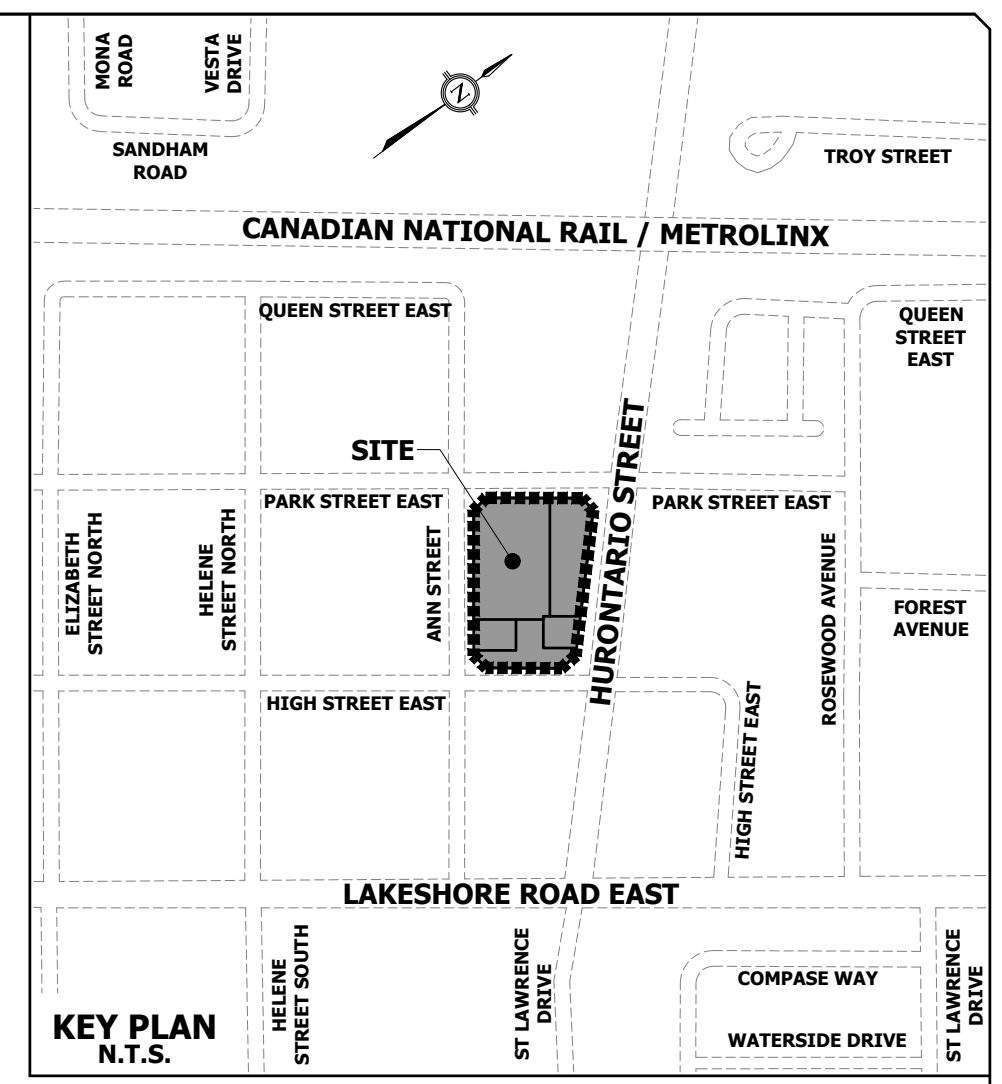 MONA
ROAD
VESTA
DRIVE
N
SANDHAM
ROAD
TROY STREET
CANADIAN NATIONAL RAIL / METROLINX
QUEEN STREET EAST
QUEEN
STREET
EAST
SITE
HURONTARIO STREET
PARK STREET EAST
PARK STREET EAST
ELIZABETH
STREET NORTH
HELENE
STREET NORTH
ANN STREET
ROSEWOOD AVENUE
FOREST
AVENUE
HIGH STREET EAST
HIGH STREET EAST
LAKESHORE ROAD EAST
HELENE
STREET SOUTH
ST LAWRENCE
DRIVE
COMPASE WAY
WATERSIDE DRIVE
ST LAWRENCE
DRIVE
KEY PLAN
N.T.S.